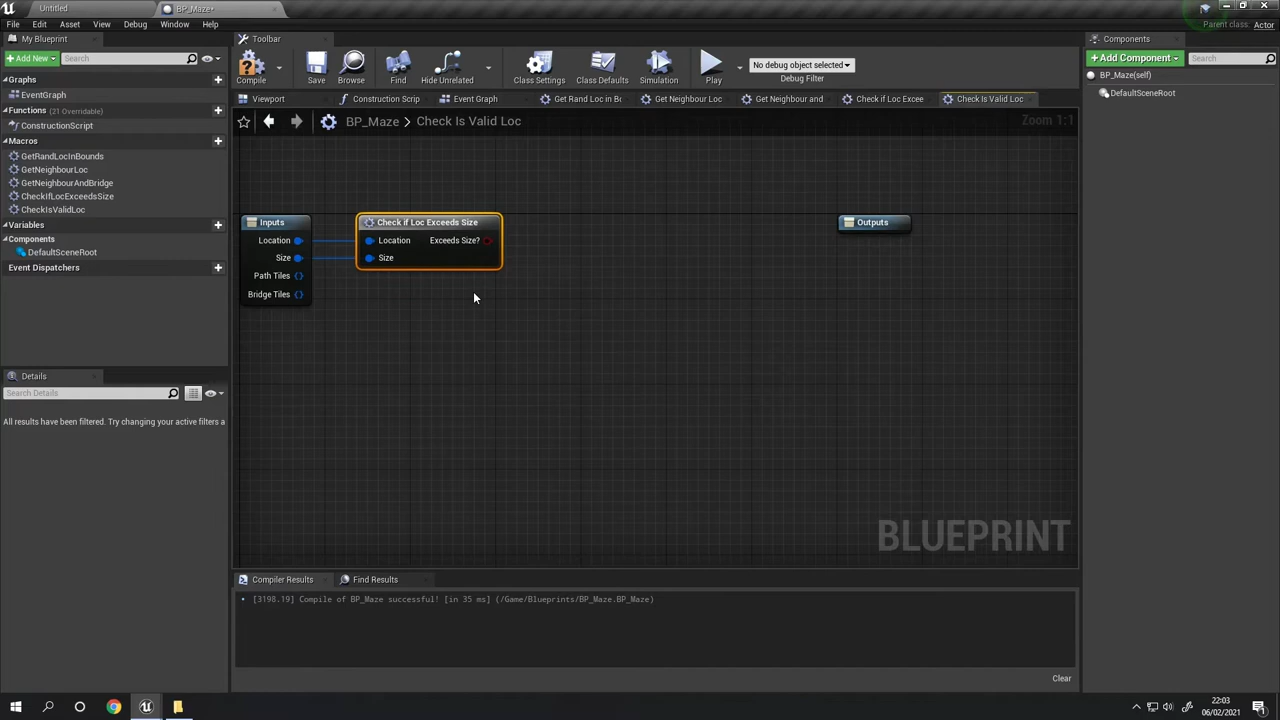 Untitled
BP_Maze*
File Edit Asset View Debug Window Help
Parent class: Actor
My Blueprint
Toolbar
Components
Add New
Search
Compile
Save
Browse
Find
Hide Unrelated
Class Settings
Class Defaults
Simulation
Play
No debug object selected
Debug Filter
+ Add Component
Search
BP_Maze(self)
DefaultSceneRoot
Graphs
EventGraph
Functions (21 Overridable)
ConstructionScript
Macros
GetRandLocInBounds
GetNeighbourLoc
GetNeighbourAndBridge
CheckIfLocExceedsSize
CheckIsValidLoc
Variables
Components
DefaultSceneRoot
Event Dispatchers
Viewport
Construction Scrip
Event Graph
Get Rand Loc in Bc
Get Neighbour Loc
Get Neighbour and
Check if Loc Excee
Check Is Valid Loc
BP_Maze > Check Is Valid Loc
Zoom 1:1
Inputs
Location
Size
Path Tiles
Bridge Tiles
Check if Loc Exceeds Size
Location Exceeds Size?
Size
Outputs
BLUEPRINT
Details
Search Details
All results have been filtered. Try changing your active filters a
Compiler Results
Find Results
[3198.19] Compile of BP_Maze successful! [in 35 ms] (/Game/Blueprints/BP_Maze.BP_Maze)
Clear
22:03
06/02/2021